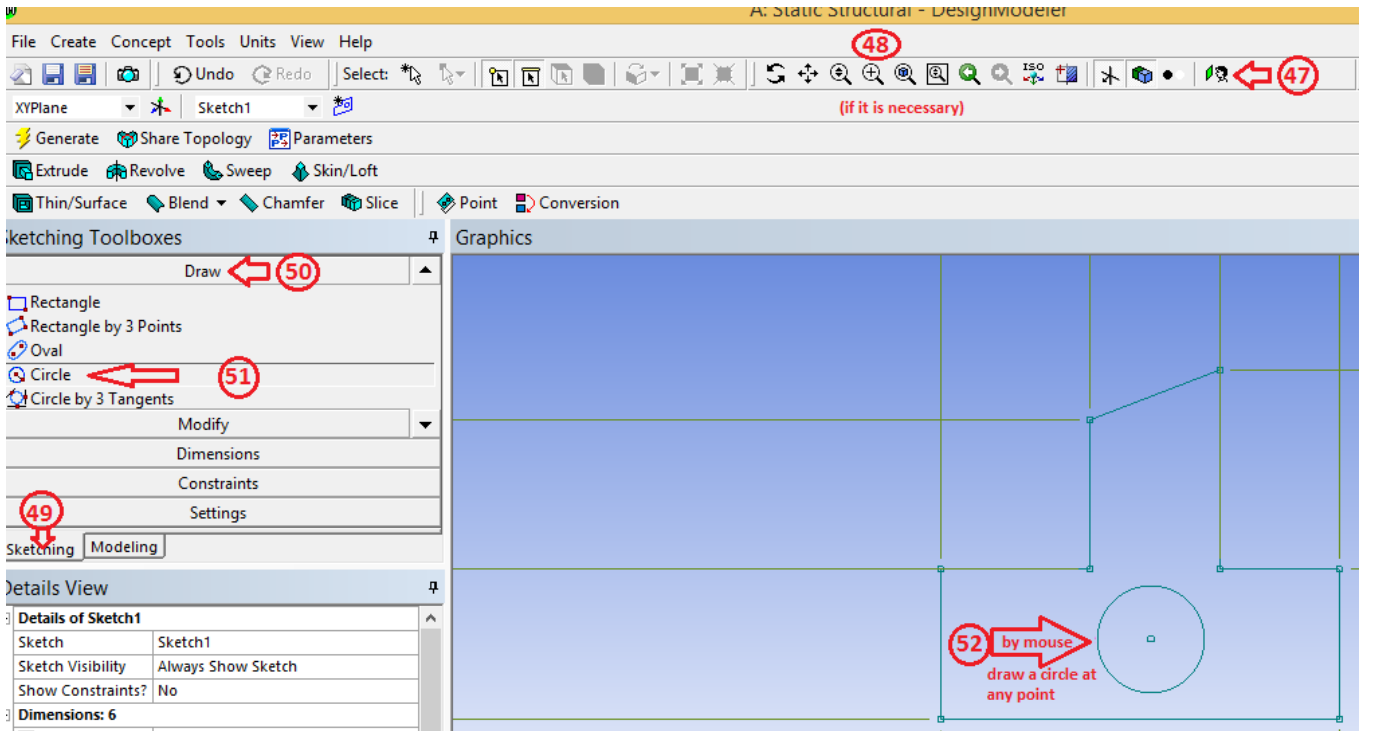 A: Static Structural - DesignModeler
File Create Concept Tools Units View Help
48
Undo Redo Select: ISO 47
XYPlane Sketch1 (if it is necessary)
Generate Share Topology Parameters
Extrude Revolve Sweep Skin/Loft
Thin/Surface Blend Chamfer Slice Point Conversion
Sketching Toolboxes Graphics
Draw 50
Rectangle
Rectangle by 3 Points
Oval
Circle 51
Circle by 3 Tangents
Modify
Dimensions
Constraints
49 Settings
Sketching Modeling
Details View
Details of Sketch1
Sketch Sketch1
Sketch Visibility Always Show Sketch
Show Constraints? No
Dimensions: 6
52 by mouse
draw a circle at
any point